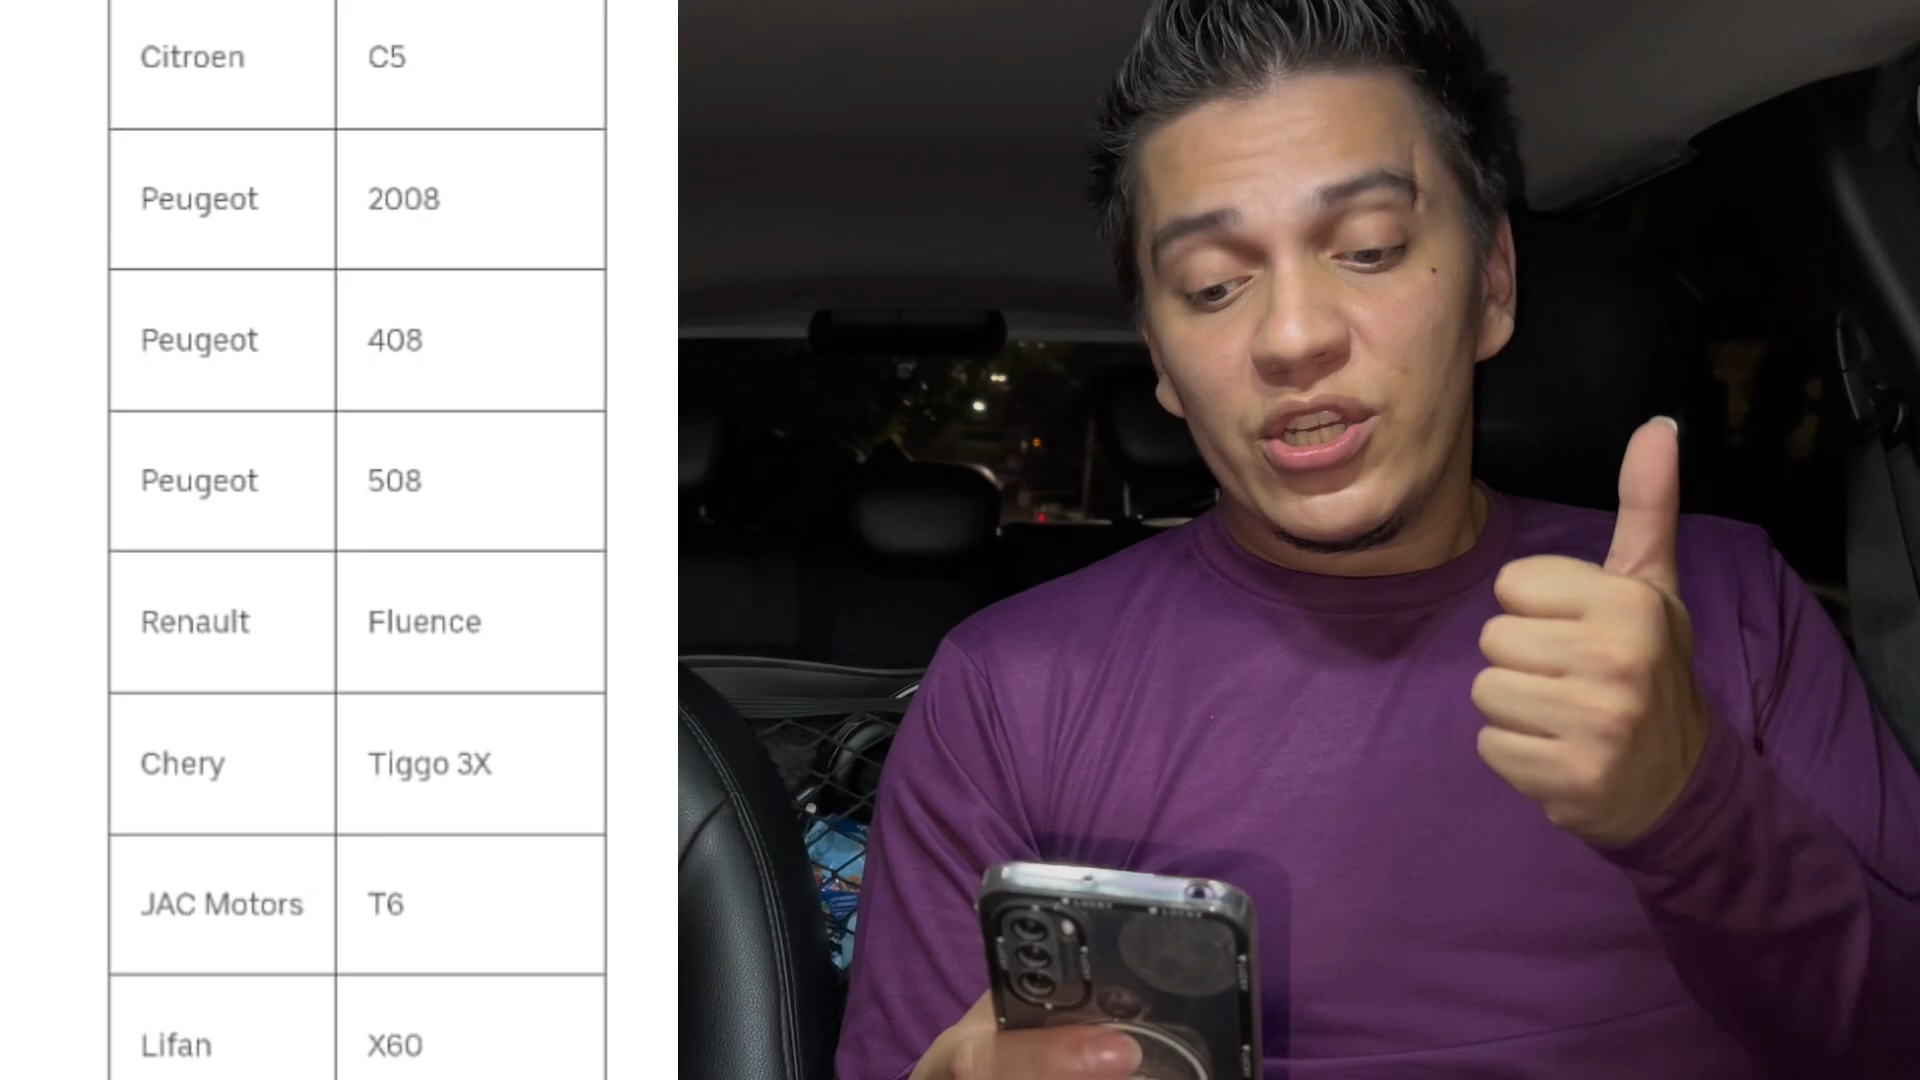 Citroen C5
Peugeot 2008
Peugeot 408
Peugeot 508
Renault Fluence
Chery Tiggo 3X
JAC Motors T6
Lifan X60